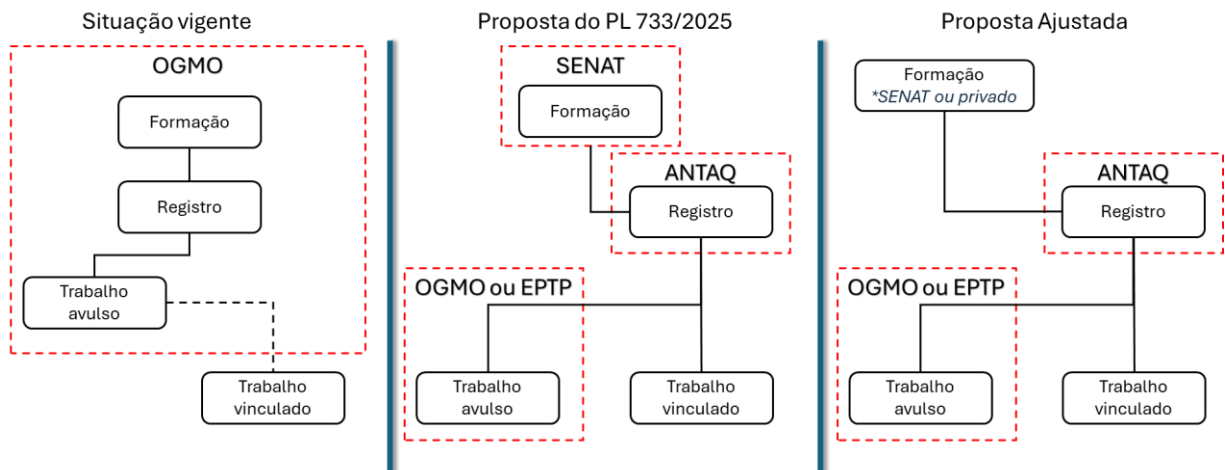 Situação vigente
OGMO
Formação
Registro
Trabalho
avulso
Trabalho
vinculado
Proposta do PL 733/2025
SENAT
Formação
ANTAQ
Registro
OGMO ou EPTP
Trabalho
avulso
Trabalho
vinculado
Proposta Ajustada
Formação
*SENAT ou privado
ANTAQ
Registro
OGMO ou EPTP
Trabalho
avulso
Trabalho
vinculado